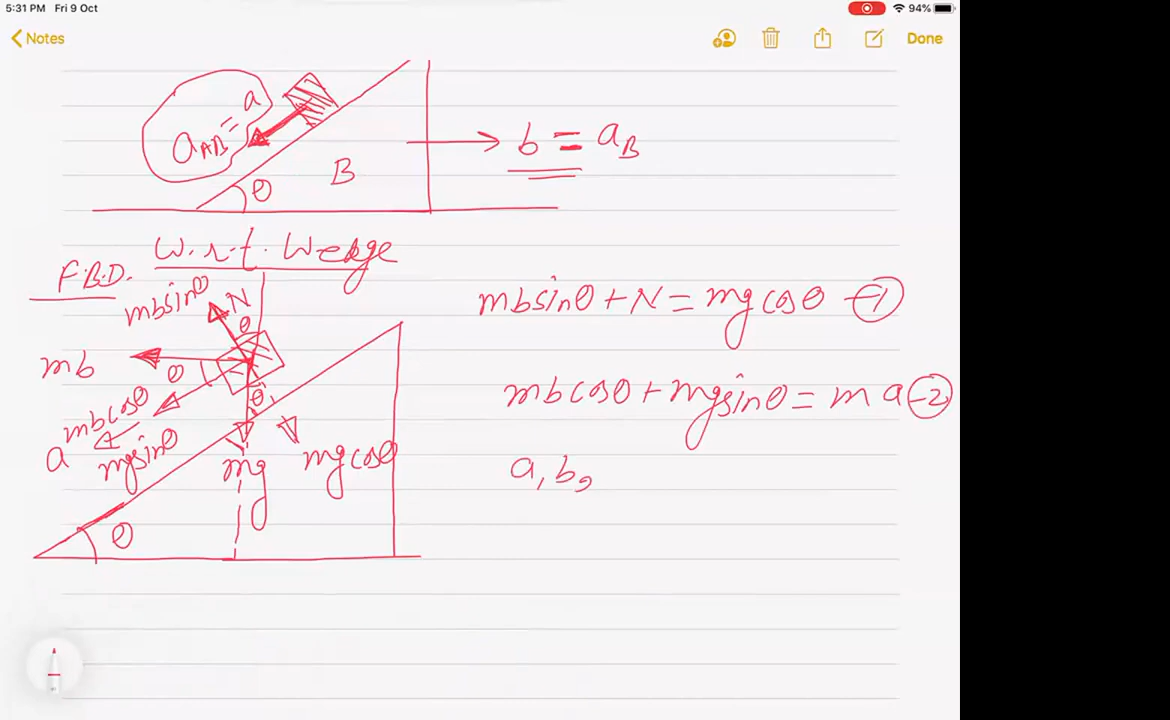 5:31 PM Fri 9 Oct
94%
Notes
Done
a_AB = a
b = a_B
B
θ
W.r.t. Wedge
F.B.D.
mb sinθ
N
θ
mb sinθ + N = mg cosθ -1
mb
θ
θ
mb cosθ
mb cosθ + mg sinθ = ma -2
a
mg sinθ
mg
mg cosθ
a, b,
θ